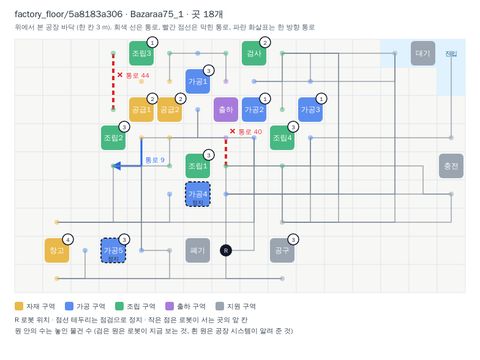 factory_floor/5a8183a306 · Bazaraa75_1 · 곳 18개
위에서 본 공장 바닥 (한 칸 3 m). 회색 선은 통로, 빨간 선은 막힌 통로, 파란 화살표는 한 방향 통로
조립3 1
검사 2
대기
진입
✕ 통로 44
가공1 3
공급1 2
공급2 2
출하
가공2 2
가공3 1
조립2 3
✕ 통로 40
조립4 3
통로 9
조립1 3
충전
가공4
창고 4
가공5 3
폐기
R
공구 3
자재 구역
가공 구역
조립 구역
출하 구역
지원 구역
R 로봇 위치 · 점선 테두리는 점검으로 정지 · 작은 점은 로봇이 서는 곳의 앞 칸
원 안의 수는 놓인 물건 수 (검은 원은 로봇이 지금 보는 것, 흰 원은 공장 시스템이 알려 준 것)